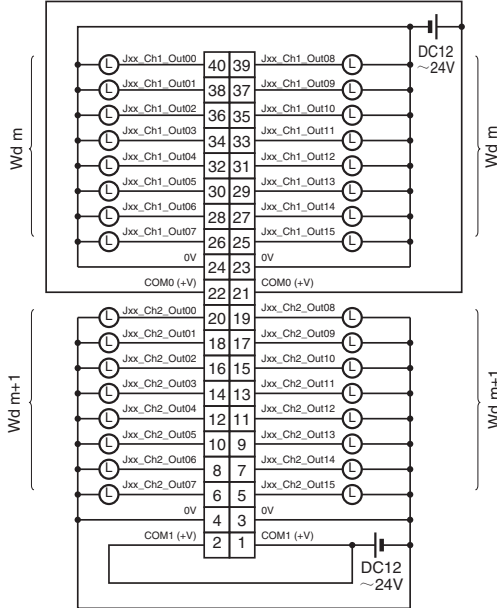 DC12
～24V
Wd m
Wd m
L Jxx_Ch1_Out00 40 39 Jxx_Ch1_Out08 L
L Jxx_Ch1_Out01 38 37 Jxx_Ch1_Out09 L
L Jxx_Ch1_Out02 36 35 Jxx_Ch1_Out10 L
L Jxx_Ch1_Out03 34 33 Jxx_Ch1_Out11 L
L Jxx_Ch1_Out04 32 31 Jxx_Ch1_Out12 L
L Jxx_Ch1_Out05 30 29 Jxx_Ch1_Out13 L
L Jxx_Ch1_Out06 28 27 Jxx_Ch1_Out14 L
L Jxx_Ch1_Out07 26 25 Jxx_Ch1_Out15 L
0V 24 23 0V
COM0 (+V) 22 21 COM0 (+V)
Wd m+1
Wd m+1
L Jxx_Ch2_Out00 20 19 Jxx_Ch2_Out08 L
L Jxx_Ch2_Out01 18 17 Jxx_Ch2_Out09 L
L Jxx_Ch2_Out02 16 15 Jxx_Ch2_Out10 L
L Jxx_Ch2_Out03 14 13 Jxx_Ch2_Out11 L
L Jxx_Ch2_Out04 12 11 Jxx_Ch2_Out12 L
L Jxx_Ch2_Out05 10 9 Jxx_Ch2_Out13 L
L Jxx_Ch2_Out06 8 7 Jxx_Ch2_Out14 L
L Jxx_Ch2_Out07 6 5 Jxx_Ch2_Out15 L
0V 4 3 0V
COM1 (+V) 2 1 COM1 (+V)
DC12
～24V